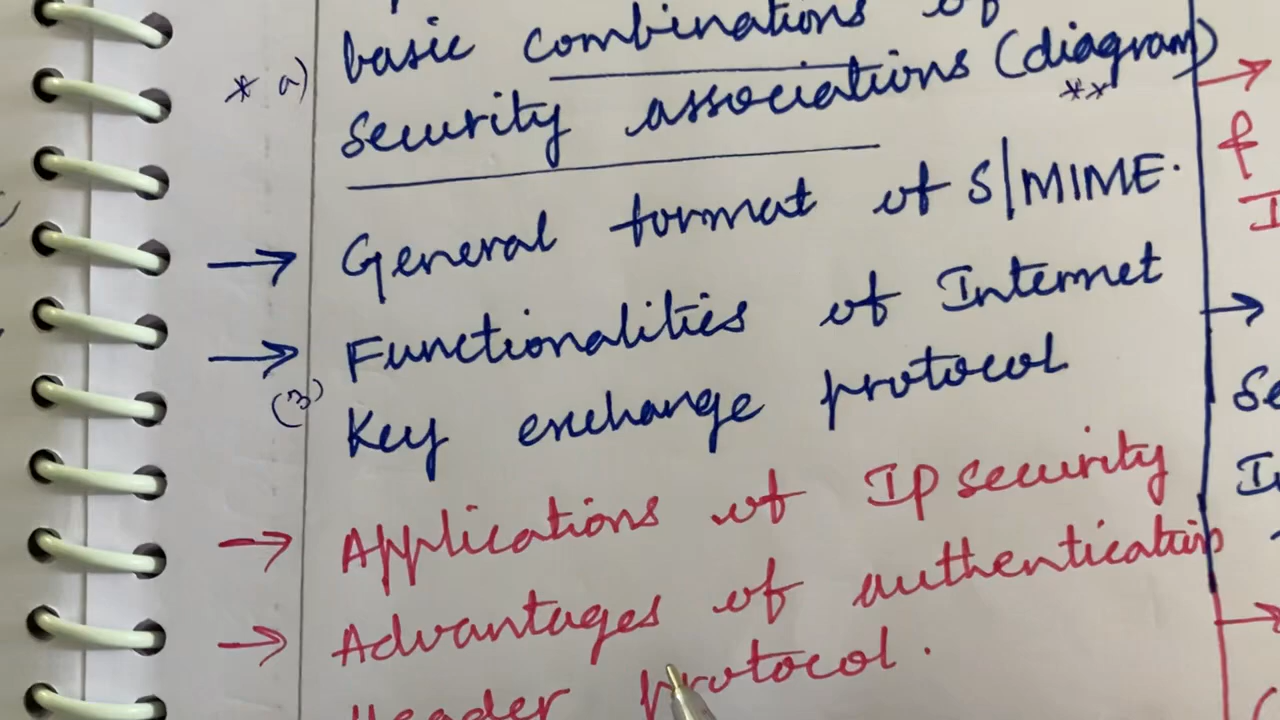 basic combinations of
* a) security associations (diagram)
**
→ General format of S/MIME.
→ Functionalities of Internet
(3) Key exchange protocol
→ Applications of IP security
→ Advantages of authentication
Header protocol.
→
f
I
→
Se
→